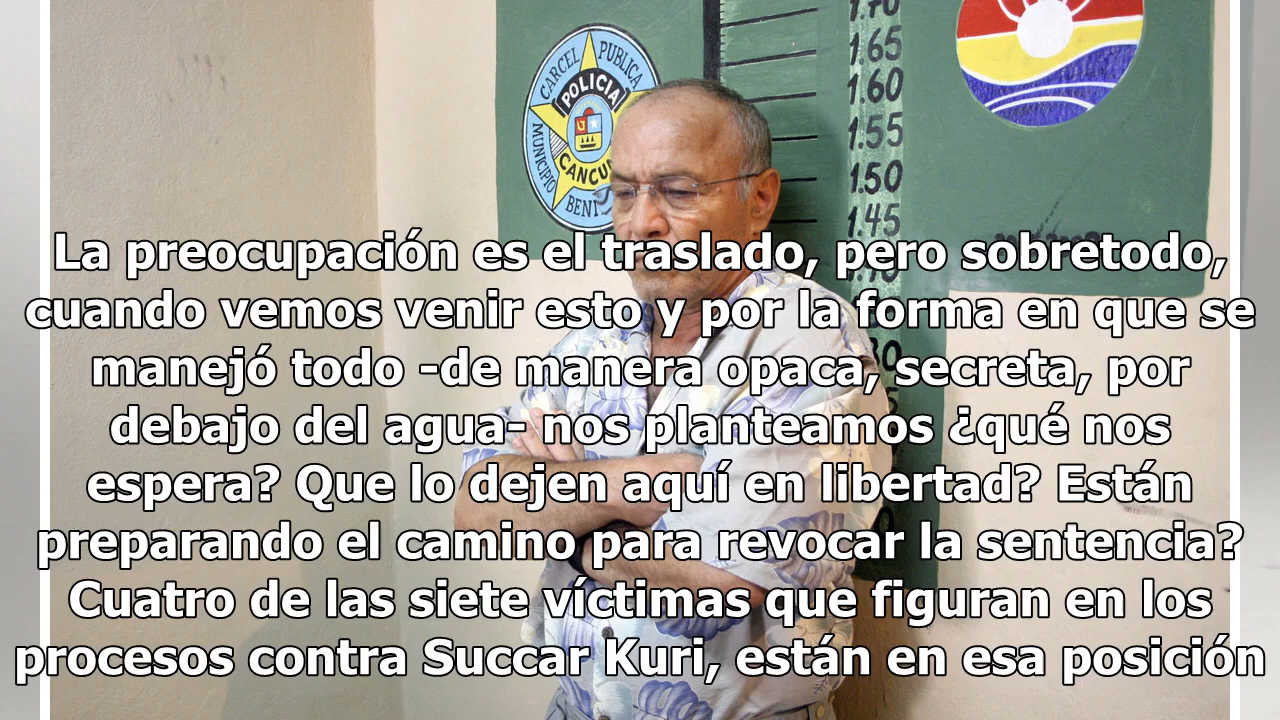 CARCEL PUBLICA
POLICIA
MUNICIPIO
CANCUN
BENI
1.70
1.65
1.60
1.55
1.50
1.45
La preocupación es el traslado, pero sobretodo,
cuando vemos venir esto y por la forma en que se
manejó todo -de manera opaca, secreta, por
debajo del agua- nos planteamos ¿qué nos
espera? Que lo dejen aquí en libertad? Están
preparando el camino para revocar la sentencia?
Cuatro de las siete víctimas que figuran en los
procesos contra Succar Kuri, están en esa posición